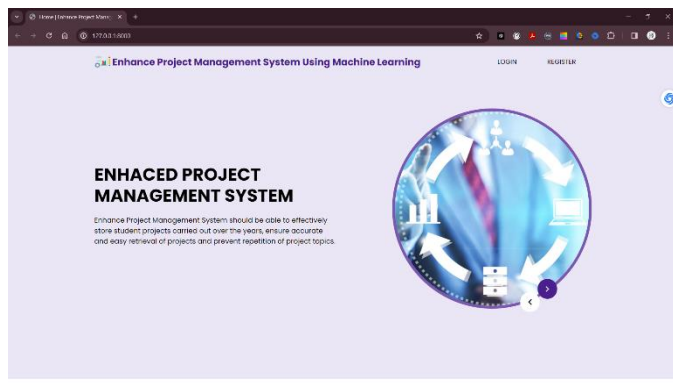 Home | Enhance Project Manag
127.0.0.1:8000
Enhance Project Management System Using Machine Learning
LOGIN
REGISTER
ENHACED PROJECT
MANAGEMENT SYSTEM
Enhance Project Management System should be able to effectively
store student projects carried out over the years, ensure accurate
and easy retrieval of projects and prevent repetition of project topics.